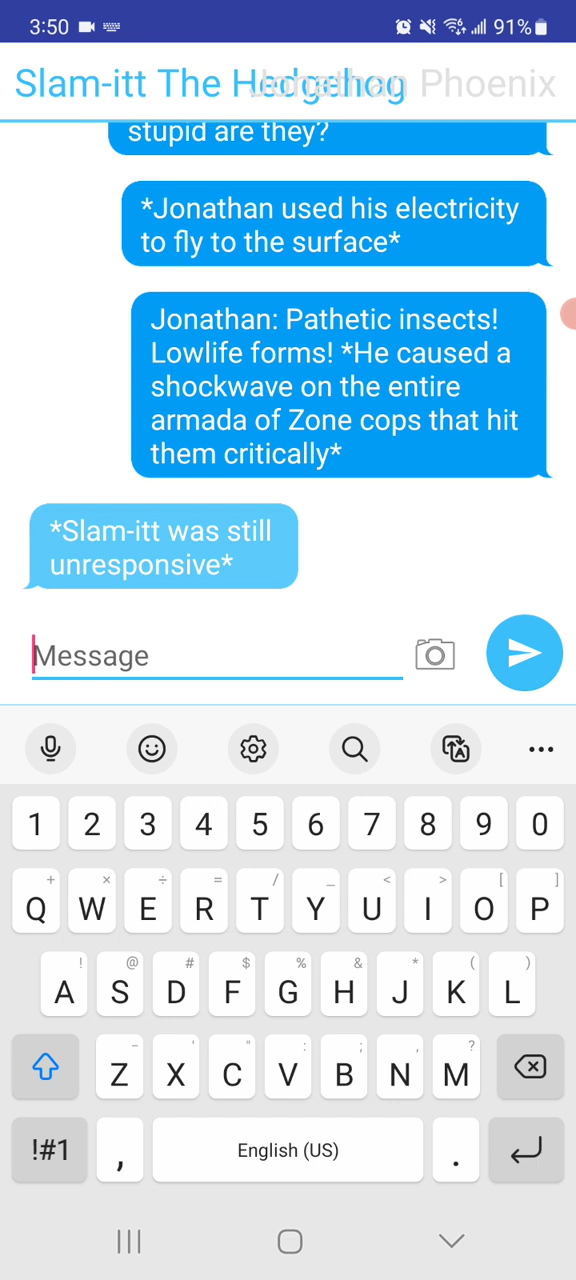 3:50 91%
Slam-itt The Hedgehog Jonathan Phoenix
stupid are they?
*Jonathan used his electricity
to fly to the surface*
Jonathan: Pathetic insects!
Lowlife forms! *He caused a
shockwave on the entire
armada of Zone cops that hit
them critically*
*Slam-itt was still
unresponsive*
Message
1 2 3 4 5 6 7 8 9 0
+ × ÷ = / _ < > [ ]
Q W E R T Y U I O P
! @ # $ % & * ( )
A S D F G H J K L
- ' " : ; , ?
Z X C V B N M
!#1 , English (US) .